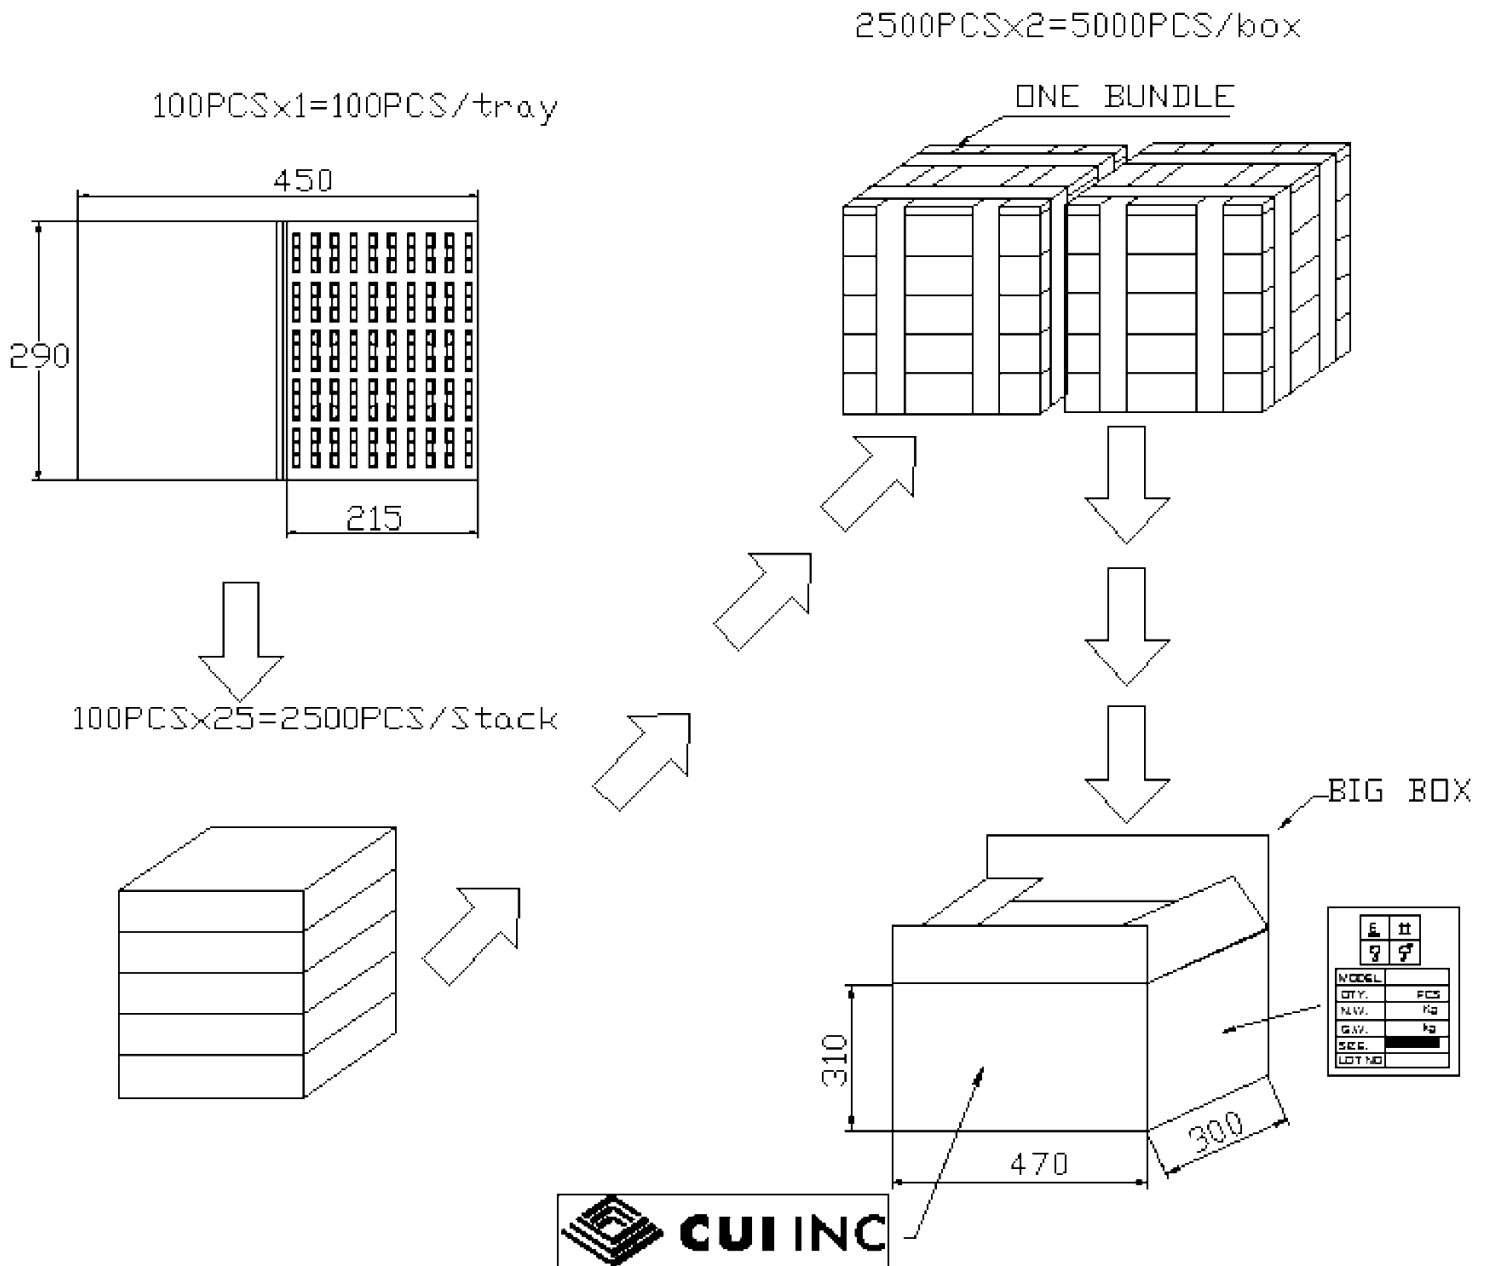 2500PCSx2=5000PCS/box
100PCSx1=100PCS/tray
ONE BUNDLE
450
290
215
100PCSx25=2500PCS/Stack
BIG BOX
MODEL
QTY. PCS
N.W. Kg
G.W. kg
SIZE.
LOT NO
310
300
470
CUI INC